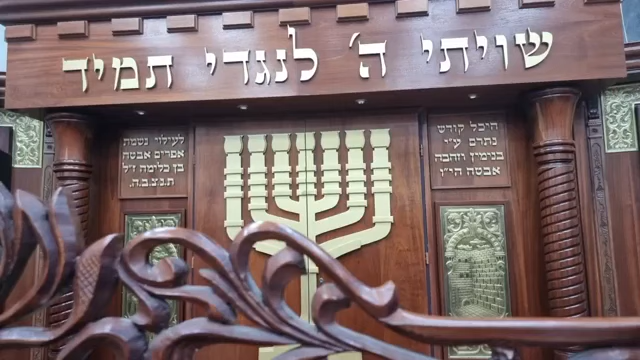 שויתי ה׳ לנגדי תמיד
היכל קודש
נתרם ע״י
בנימין וזהבה
אבטה הי״ו
לעילוי נשמת
אפרים אבטה
בן כלימה ז״ל
ת.נ.צ.ב.ה.